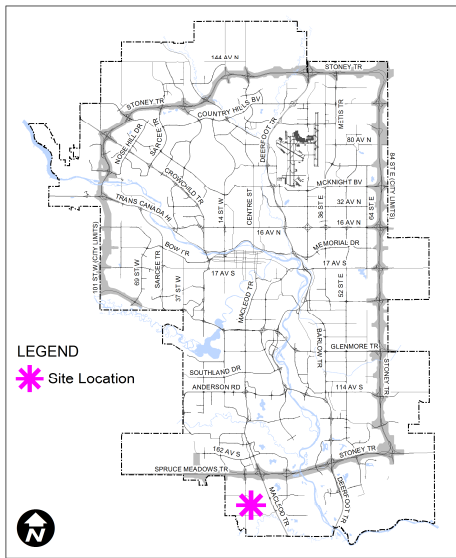 144 AV N
STONEY TR
STONEY TR
COUNTRY HILLS BV
DEERFOOT TR
METIS TR
NOSE HILL DR
SARCEE TR
80 AV N
CROWCHILD TR
MCKNIGHT BV
84 ST E (CITY LIMITS)
14 ST W
CENTRE ST
36 ST E
32 AV N
64 ST E
TRANS CANADA HI
16 AV N
16 AV N
BOW TR
MEMORIAL DR
101 ST W (CITY LIMITS)
69 ST W
SARCEE TR
37 ST W
17 AV S
17 AV S
52 ST E
MACLEOD TR
BARLOW TR
GLENMORE TR
STONEY TR
LEGEND
Site Location
SOUTHLAND DR
ANDERSON RD
114 AV S
162 AV S
STONEY TR
SPRUCE MEADOWS TR
MACLEOD TR
DEERFOOT TR
N